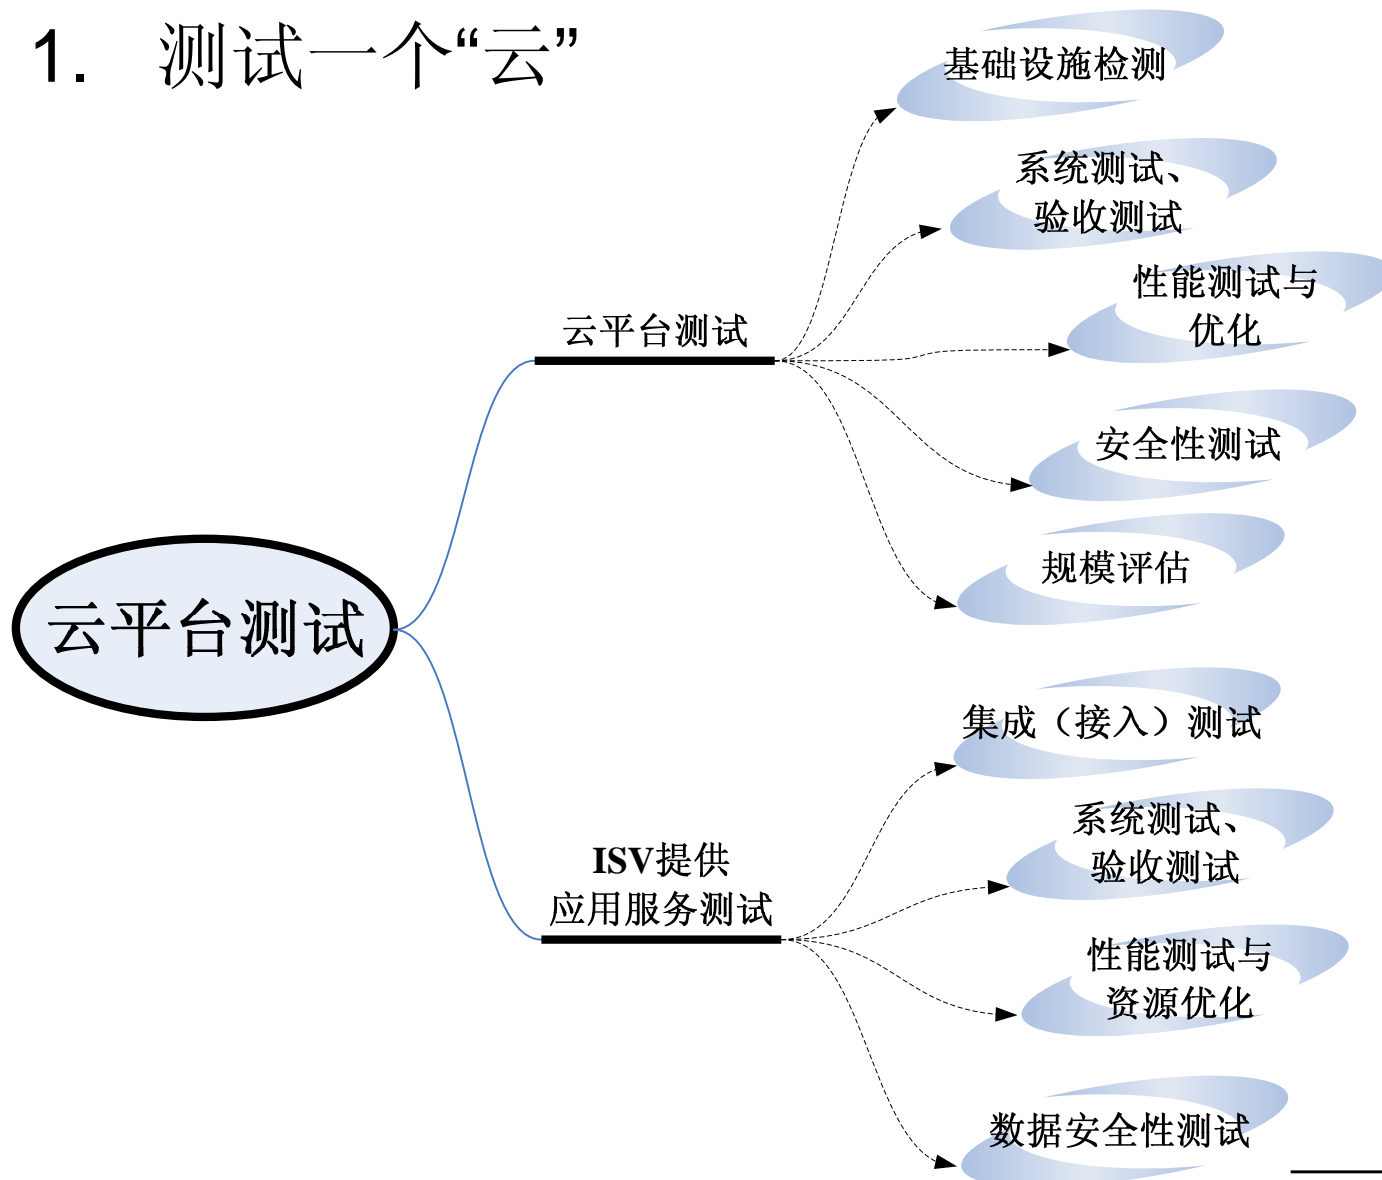 1. 测试一个“云”
基础设施检测
系统测试、
验收测试
性能测试与
优化
云平台测试
安全性测试
规模评估
云平台测试
集成（接入）测试
系统测试、
验收测试
ISV提供
应用服务测试
性能测试与
资源优化
数据安全性测试